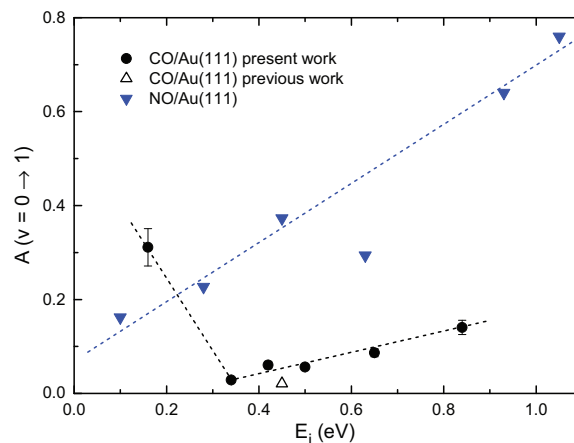 0.8
0.6
0.4
0.2
0.0
A (v = 0 → 1)
CO/Au(111) present work
CO/Au(111) previous work
NO/Au(111)
0.0 0.2 0.4 0.6 0.8 1.0
Ei (eV)